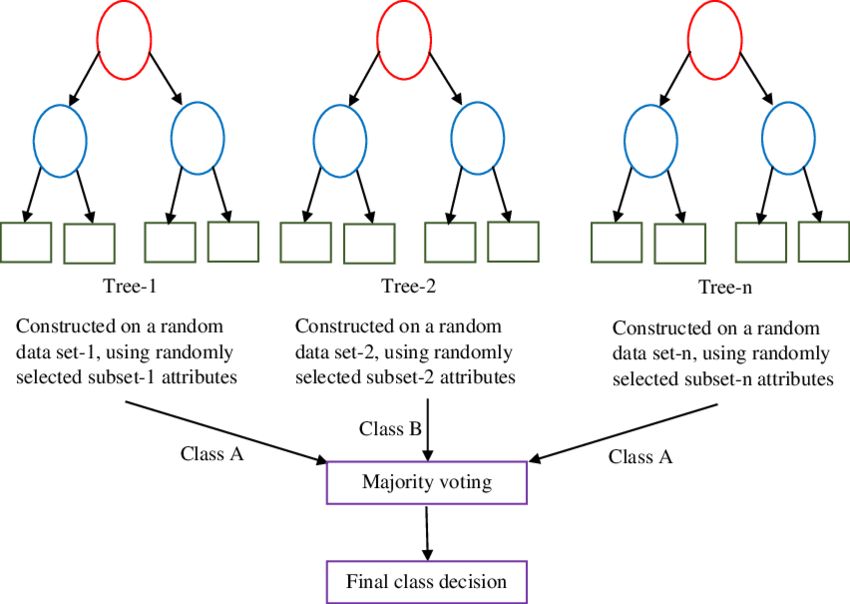 Tree-1
Tree-2
Tree-n
Constructed on a random
data set-1, using randomly
selected subset-1 attributes
Constructed on a random
data set-2, using randomly
selected subset-2 attributes
Constructed on a random
data set-n, using randomly
selected subset-n attributes
Class A
Class B
Class A
Majority voting
Final class decision